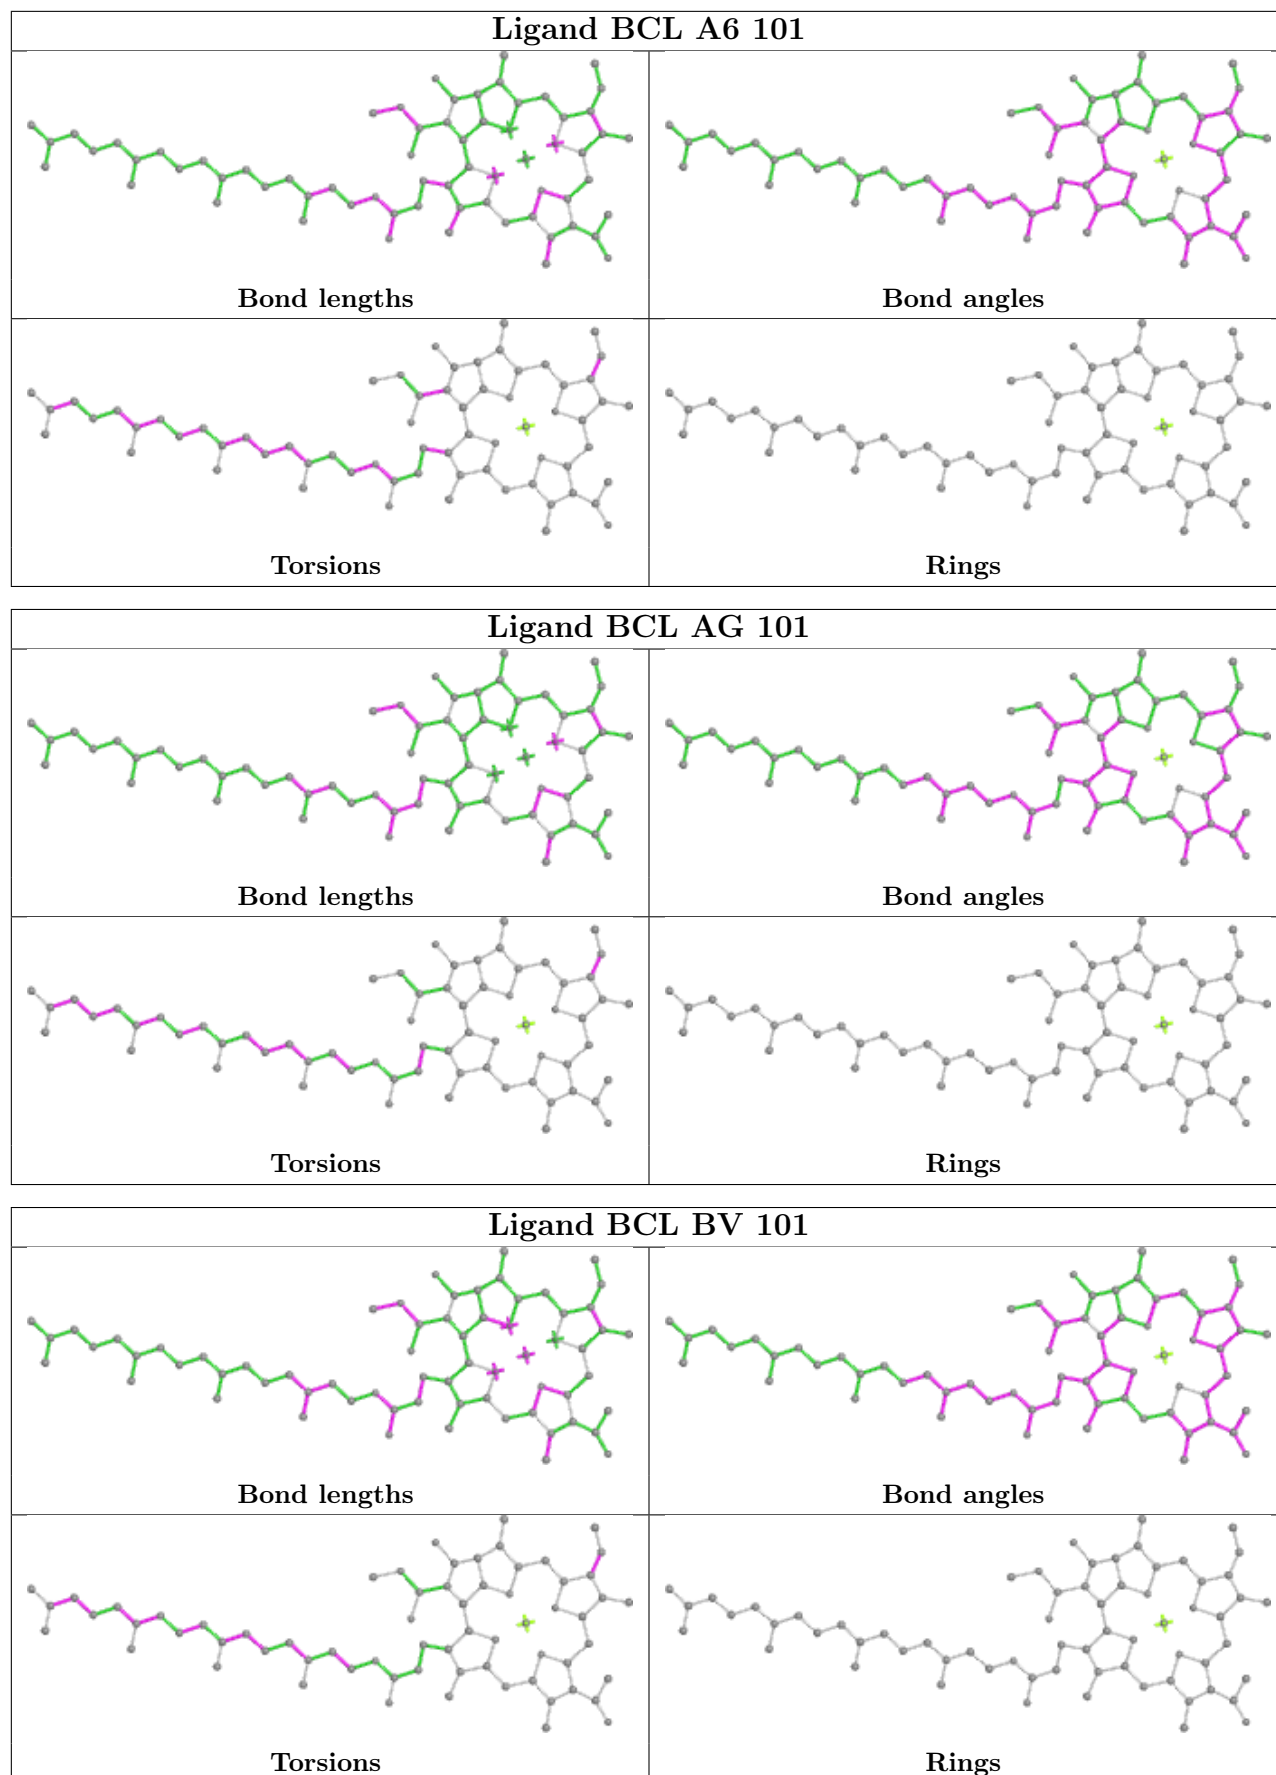 Ligand BCL A6 101
Bond lengths
Bond angles
Torsions
Rings
Ligand BCL AG 101
Bond lengths
Bond angles
Torsions
Rings
Ligand BCL BV 101
Bond lengths
Bond angles
Torsions
Rings